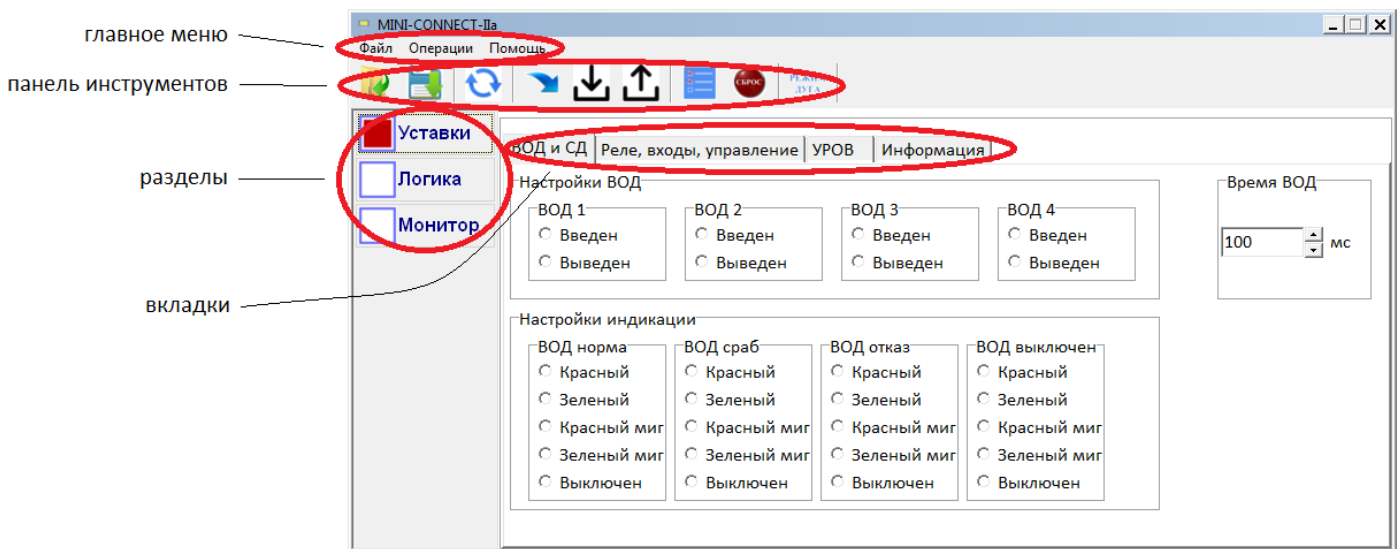 MINI-CONNECT-IIa
главное меню
Файл Операции Помощь
панель инструментов
СБРОС
РЕЖИМ
ДУГА
разделы
Уставки
Логика
Монитор
ВОД и СД Реле, входы, управление УРОВ Информация
вкладки
Настройки ВОД
ВОД 1 ВОД 2 ВОД 3 ВОД 4
Введен Введен Введен Введен
Выведен Выведен Выведен Выведен
Время ВОД
100 мс
Настройки индикации
ВОД норма ВОД сраб ВОД отказ ВОД выключен
Красный Красный Красный Красный
Зеленый Зеленый Зеленый Зеленый
Красный миг Красный миг Красный миг Красный миг
Зеленый миг Зеленый миг Зеленый миг Зеленый миг
Выключен Выключен Выключен Выключен